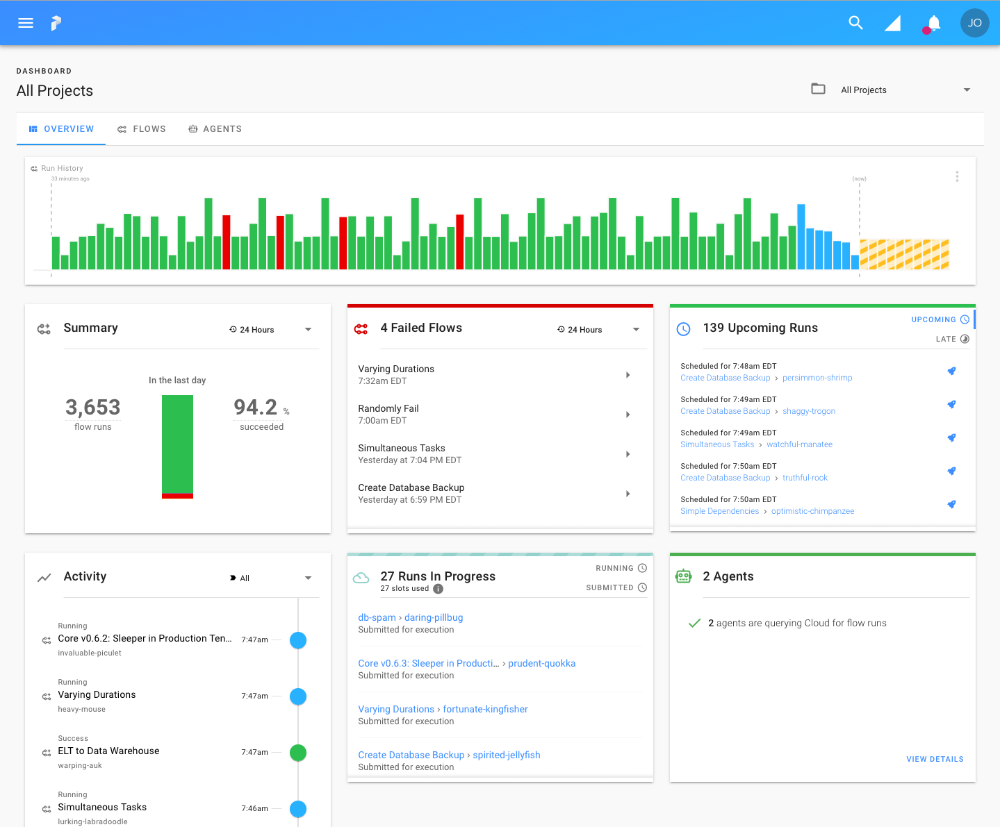 JO
DASHBOARD
All Projects
All Projects
OVERVIEW
FLOWS
AGENTS
Run History
33 minutes ago
(now)
Summary
24 Hours
In the last day
3,653
flow runs
94.2 %
succeeded
4 Failed Flows
24 Hours
Varying Durations
7:32am EDT
Randomly Fail
7:00am EDT
Simultaneous Tasks
Yesterday at 7:04 PM EDT
Create Database Backup
Yesterday at 6:59 PM EDT
139 Upcoming Runs
UPCOMING
LATE
Scheduled for 7:48am EDT
Create Database Backup › persimmon-shrimp
Scheduled for 7:49am EDT
Create Database Backup › shaggy-trogon
Scheduled for 7:49am EDT
Simultaneous Tasks › watchful-manatee
Scheduled for 7:50am EDT
Create Database Backup › truthful-rook
Scheduled for 7:50am EDT
Simple Dependencies › optimistic-chimpanzee
Activity
All
Running
Core v0.6.2: Sleeper in Production Ten... 7:47am
invaluable-piculet
Running
Varying Durations 7:47am
heavy-mouse
Success
ELT to Data Warehouse 7:47am
warping-auk
Running
Simultaneous Tasks 7:46am
lurking-labradoodle
27 Runs In Progress
27 slots used
RUNNING
SUBMITTED
db-spam › daring-pillbug
Submitted for execution
Core v0.6.3: Sleeper in Producti... › prudent-quokka
Submitted for execution
Varying Durations › fortunate-kingfisher
Submitted for execution
Create Database Backup › spirited-jellyfish
Submitted for execution
2 Agents
2 agents are querying Cloud for flow runs
VIEW DETAILS